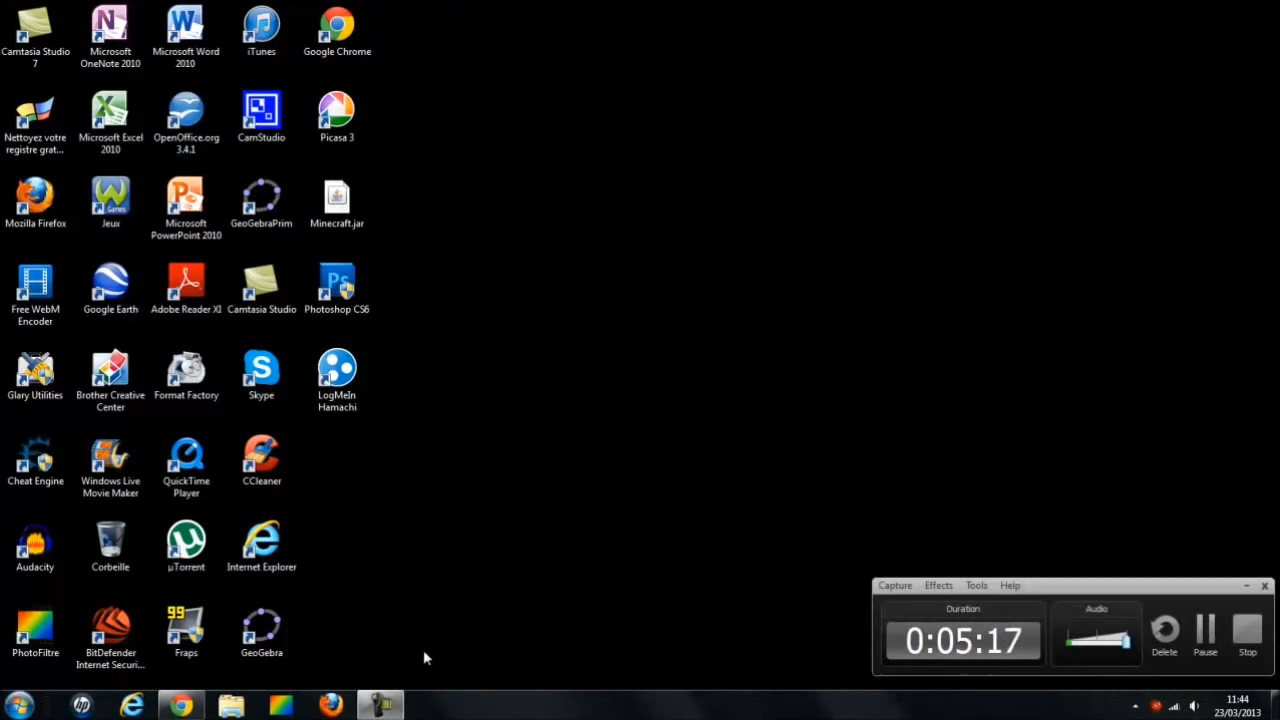 Camtasia Studio
7
Microsoft
OneNote 2010
Microsoft Word
2010
iTunes
Google Chrome
Nettoyez votre
registre grat...
Microsoft Excel
2010
OpenOffice.org
3.4.1
CamStudio
Picasa 3
Mozilla Firefox
Games
Jeux
Microsoft
PowerPoint 2010
GeoGebraPrim
Minecraft.jar
Free WebM
Encoder
Google Earth
Adobe Reader XI
Camtasia Studio
Ps
Photoshop CS6
Glary Utilities
Brother Creative
Center
Format Factory
Skype
LogMeIn
Hamachi
Cheat Engine
Windows Live
Movie Maker
QuickTime
Player
CCleaner
Audacity
Corbeille
µTorrent
Internet Explorer
PhotoFiltre
BitDefender
Internet Securi...
99
Fraps
GeoGebra
Capture Effects Tools Help
Duration
0:05:17
Audio
Delete
Pause
Stop
hp
11:44
23/03/2013